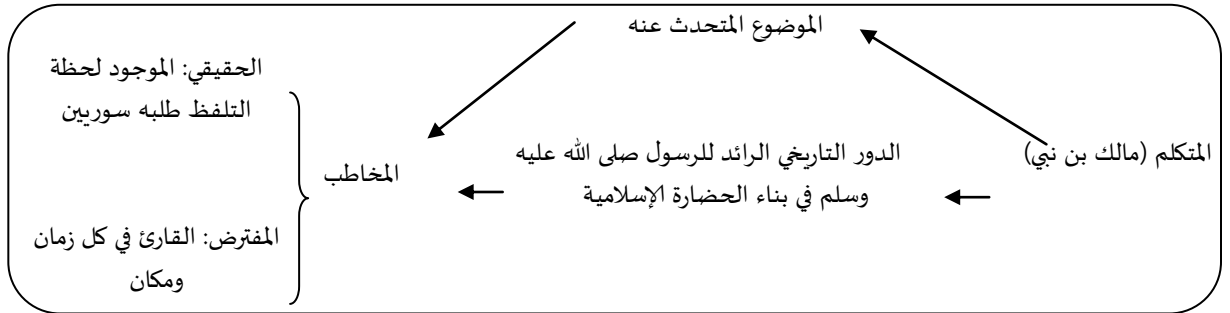 الموضوع المتحدث عنه
المتكلم (مالك بن نبي)
الدور التاريخي الرائد للرسول صلى الله عليه
وسلم في بناء الحضارة الإسلامية
المخاطب
الحقيقي: الموجود لحظة
التلفظ طلبه سوريين
المفترض: القارئ في كل زمان
ومكان